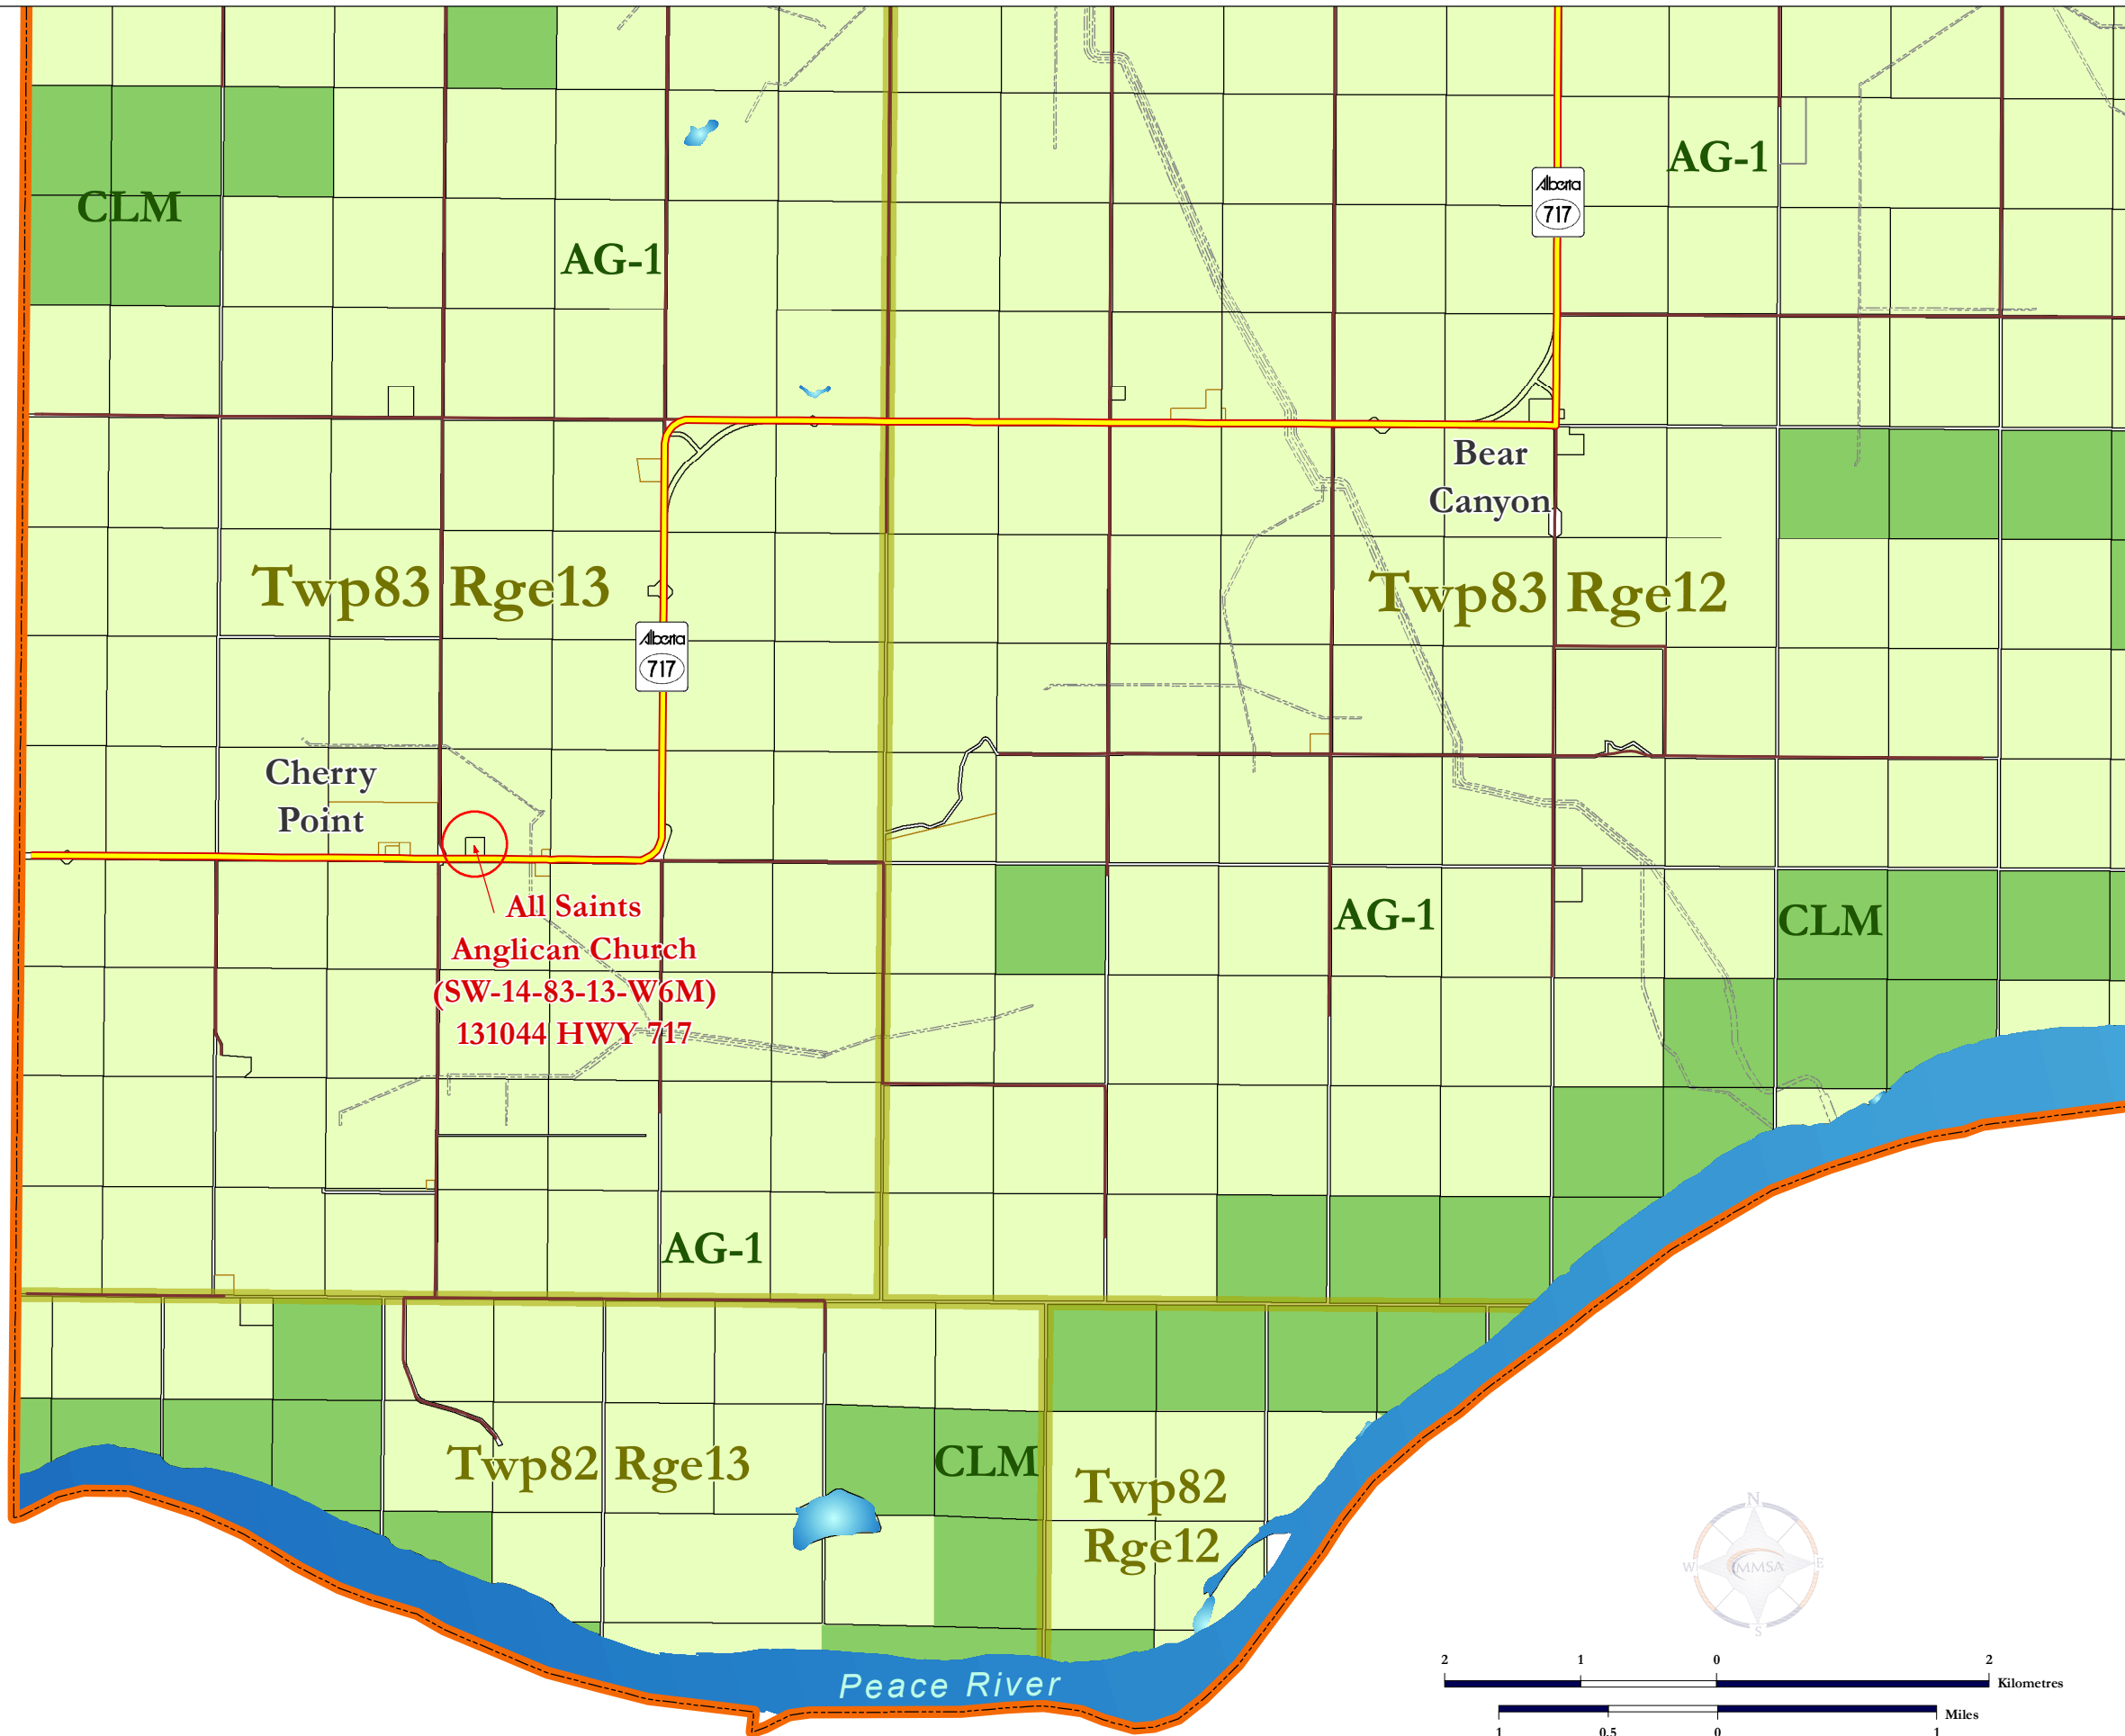 AG-1
Alberta
717
CLM
AG-1
Bear
Canyon
Twp83 Rge13
Twp83 Rge12
Alberta
717
Cherry
Point
All Saints
Anglican Church
(SW-14-83-13-W6M)
131044 HWY 717
AG-1
CLM
AG-1
Twp82 Rge13
CLM
Twp82
Rge12
N
W
MMSA
E
S
Peace River
2 1 0 2
Kilometres
Miles
1 0.5 0 1